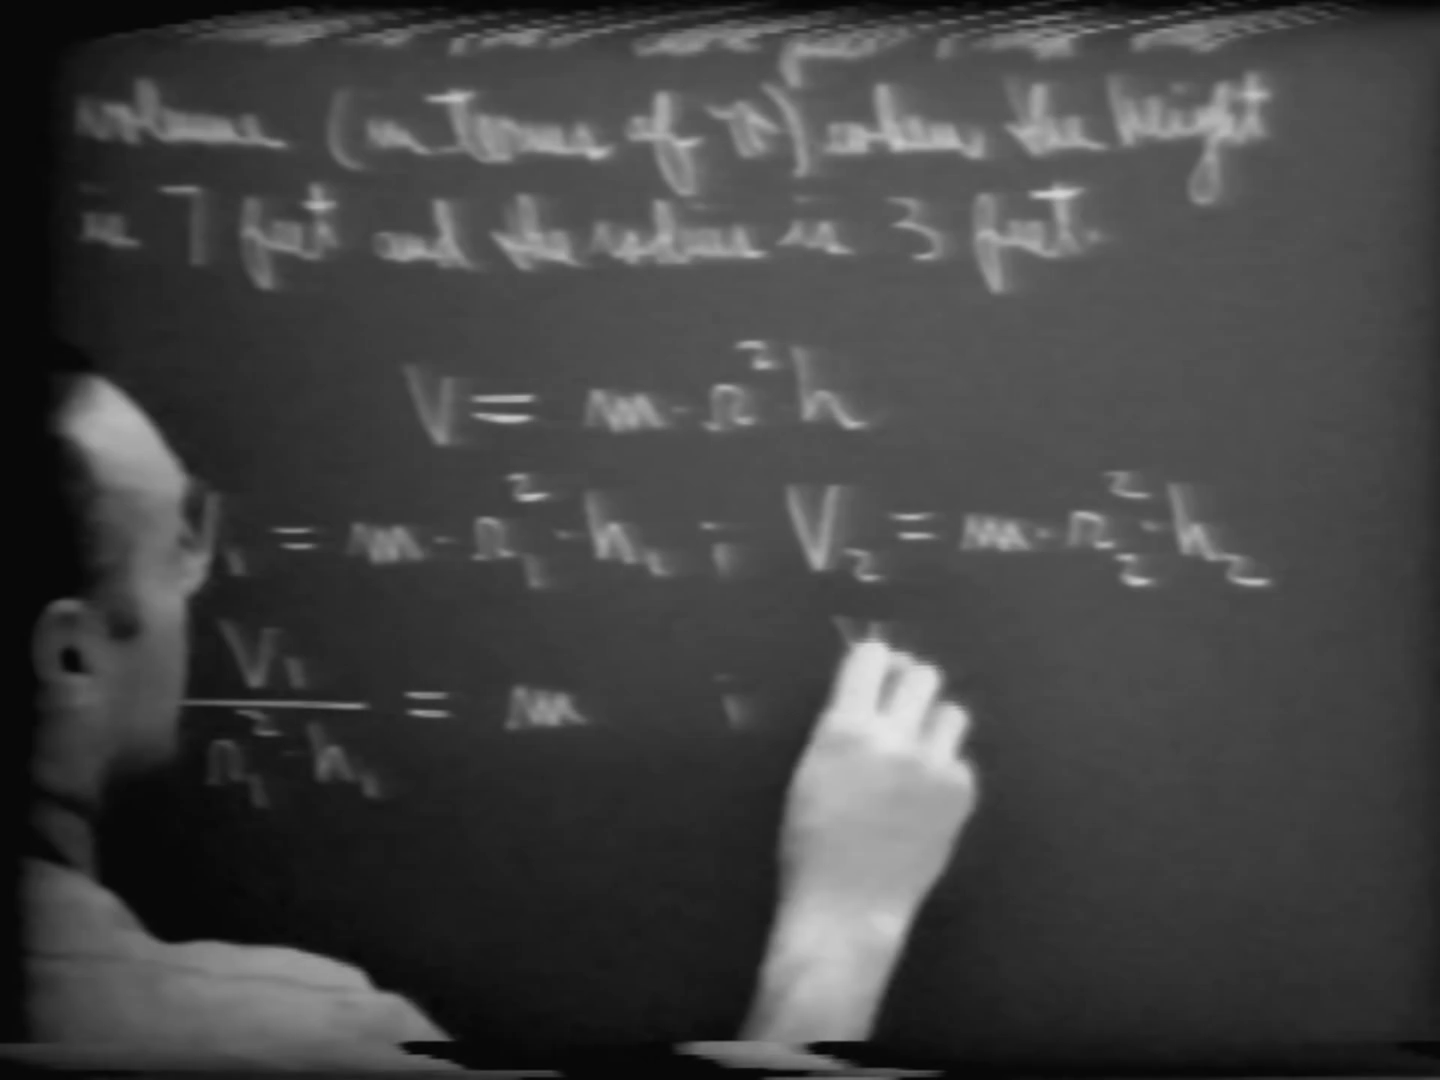 volume (in terms of π) when the height
is 7 feet and the radius is 3 feet.
V = m · r² h
V₁ = m · r₁² · h₁ ; V₂ = m · r₂² · h₂
V₁ / r₁² · h₁ = m ; V